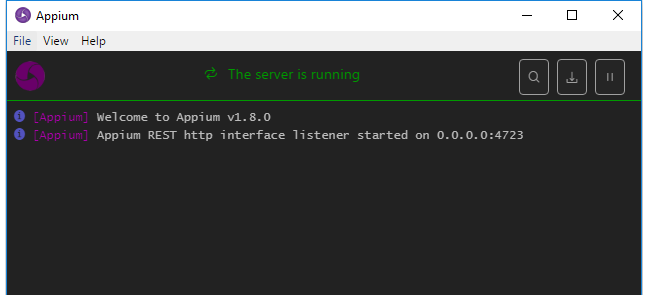 Appium
File View Help
The server is running
[Appium] Welcome to Appium v1.8.0
[Appium] Appium REST http interface listener started on 0.0.0.0:4723